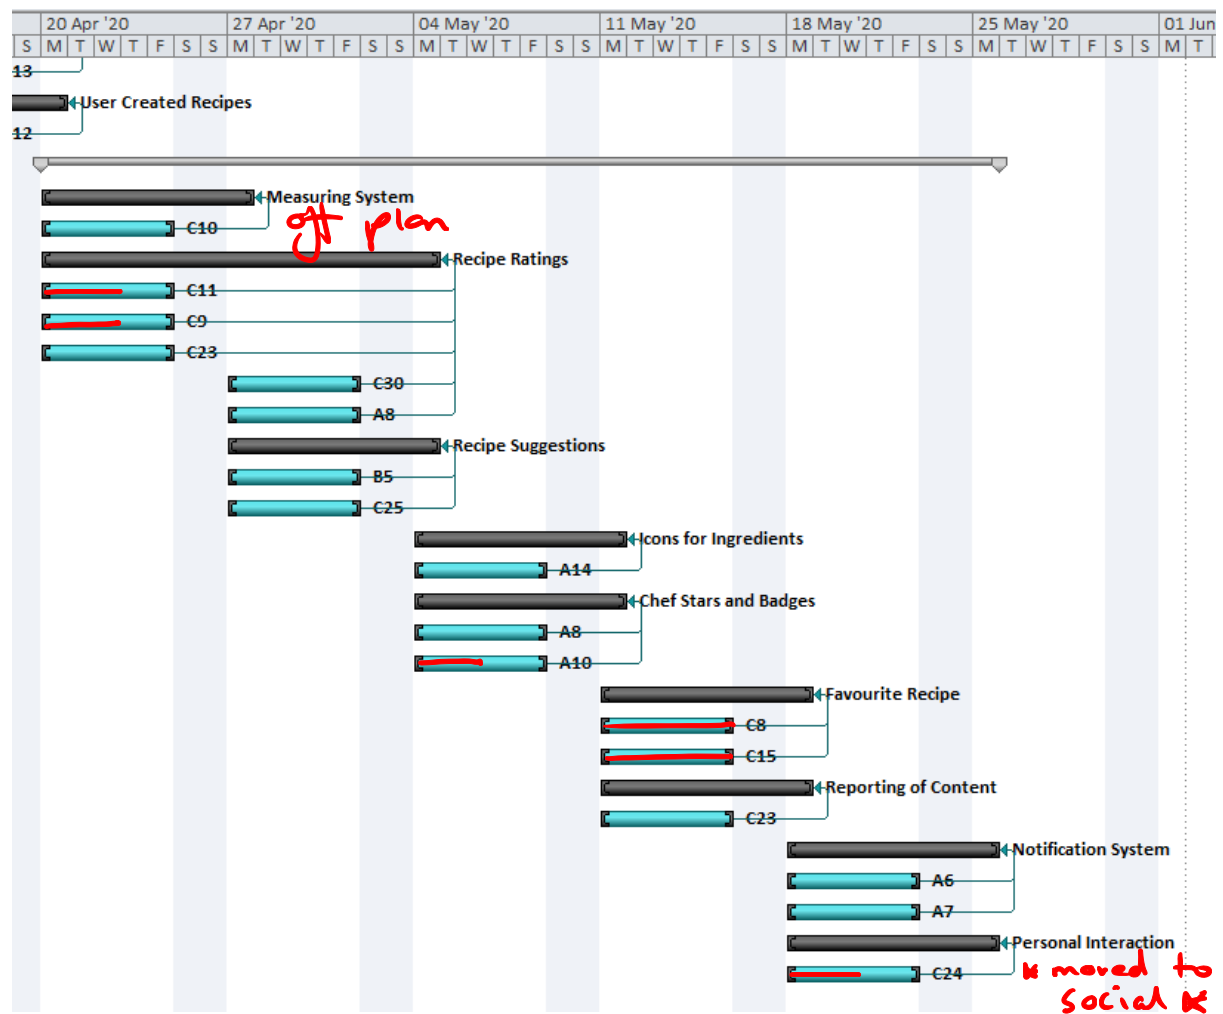 20 Apr '20 27 Apr '20 04 May '20 11 May '20 18 May '20 25 May '20 01 Jun
S M T W T F S S M T W T F S S M T W T F S S M T W T F S S M T W T F S S M T W T F S S M T
13
User Created Recipes
12
Measuring System
C10
off plan
Recipe Ratings
C11
C9
C23
C30
A8
Recipe Suggestions
B5
C25
Icons for Ingredients
A14
Chef Stars and Badges
A8
A10
Favourite Recipe
C8
C15
Reporting of Content
C23
Notification System
A6
A7
Personal Interaction
C24
* moved to
social *